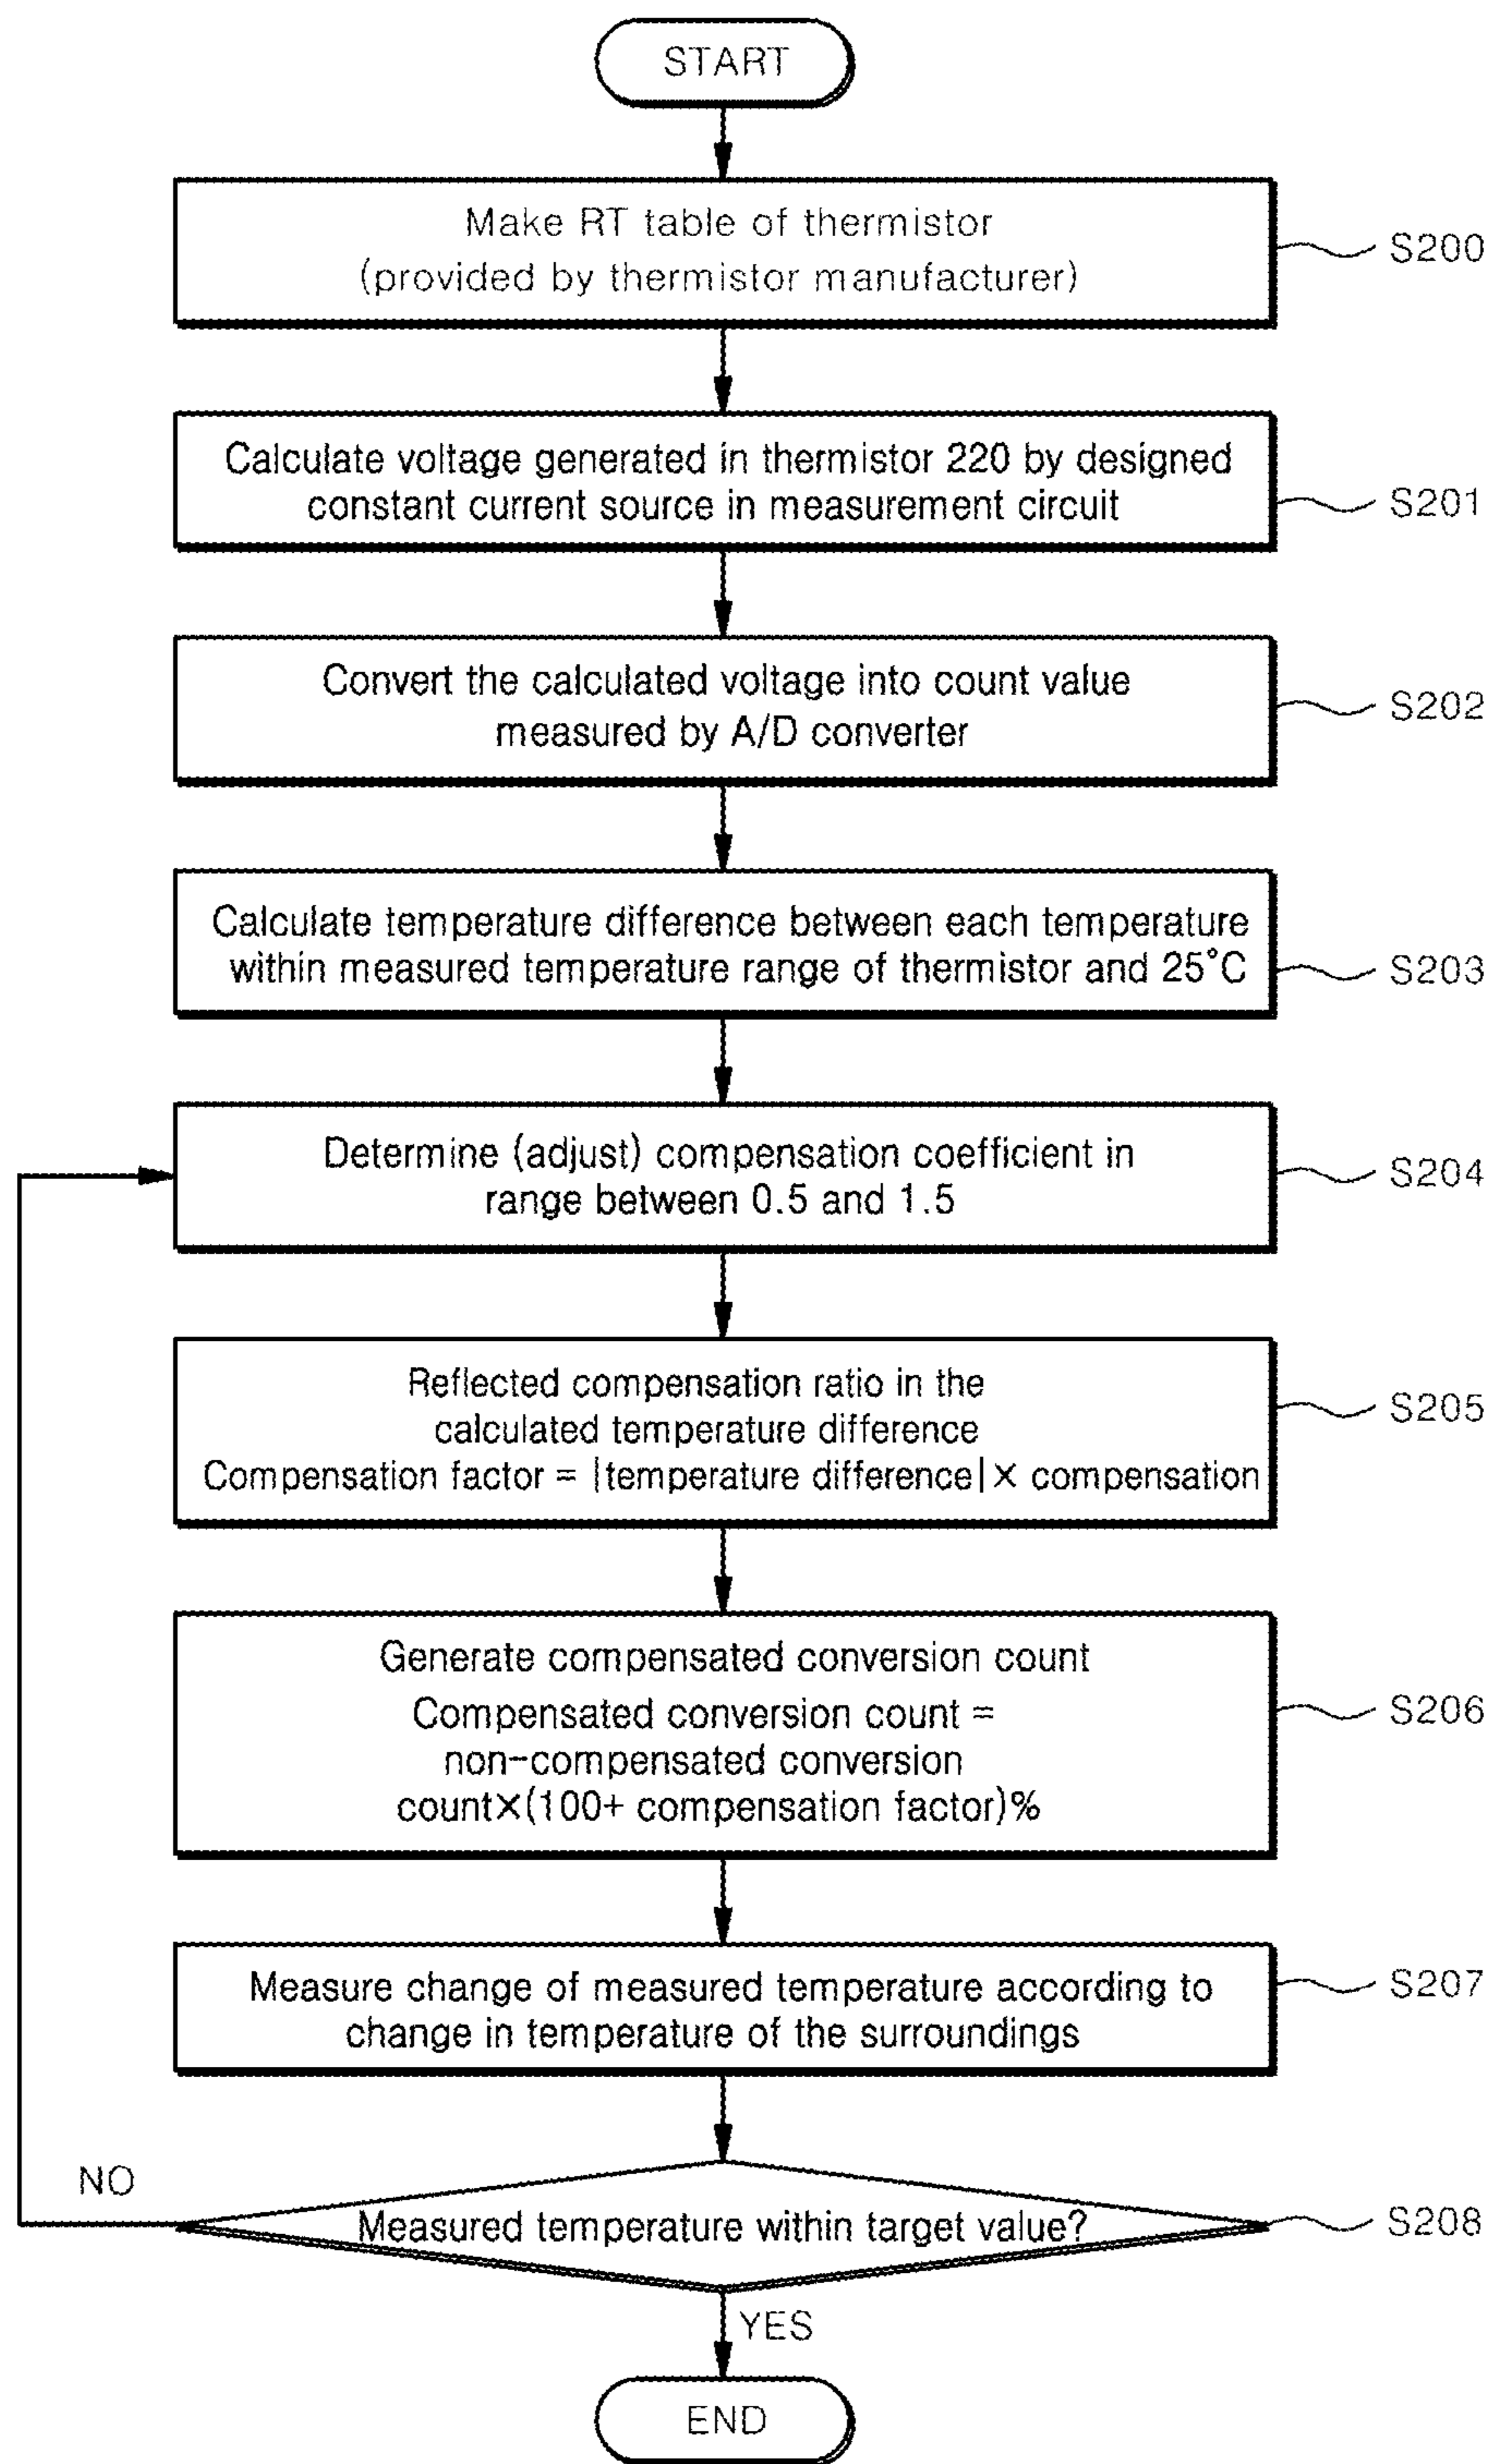 START
Make RT table of thermistor
(provided by thermistor manufacturer)
S200
Calculate voltage generated in thermistor 220 by designed
constant current source in measurement circuit
S201
Convert the calculated voltage into count value
measured by A/D converter
S202
Calculate temperature difference between each temperature
within measured temperature range of thermistor and 25°C
S203
Determine (adjust) compensation coefficient in
range between 0.5 and 1.5
S204
Reflected compensation ratio in the
calculated temperature difference
Compensation factor = |temperature difference|× compensation
S205
Generate compensated conversion count
Compensated conversion count =
non-compensated conversion
count×(100+ compensation factor)%
S206
Measure change of measured temperature according to
change in temperature of the surroundings
S207
NO
Measured temperature within target value?
S208
YES
END